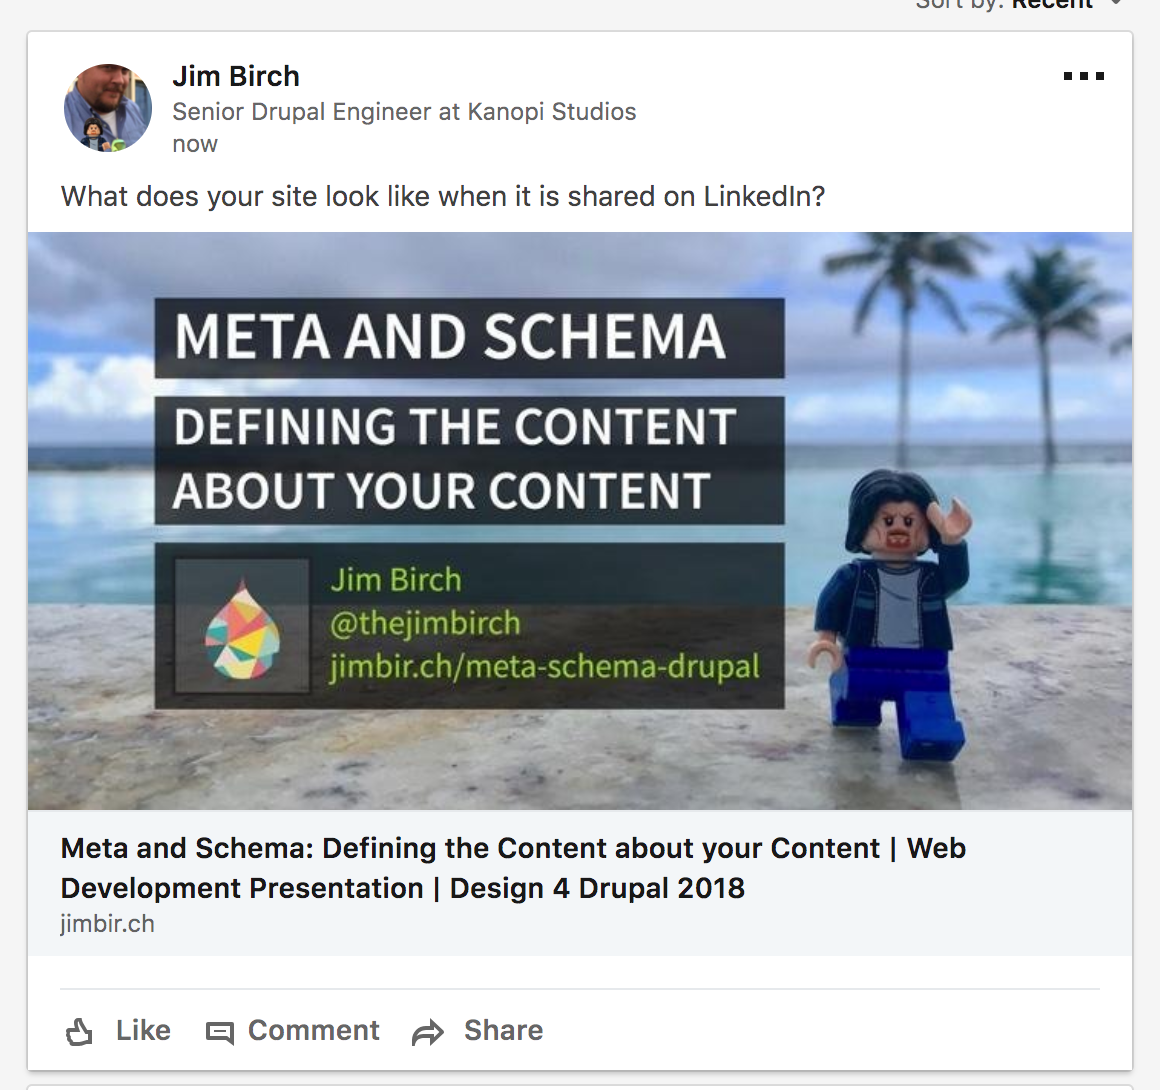 Sort by: Recent
Jim Birch
Senior Drupal Engineer at Kanopi Studios
now
What does your site look like when it is shared on LinkedIn?
META AND SCHEMA
DEFINING THE CONTENT
ABOUT YOUR CONTENT
Jim Birch
@thejimbirch
jimbir.ch/meta-schema-drupal
Meta and Schema: Defining the Content about your Content | Web
Development Presentation | Design 4 Drupal 2018
jimbir.ch
Like Comment Share